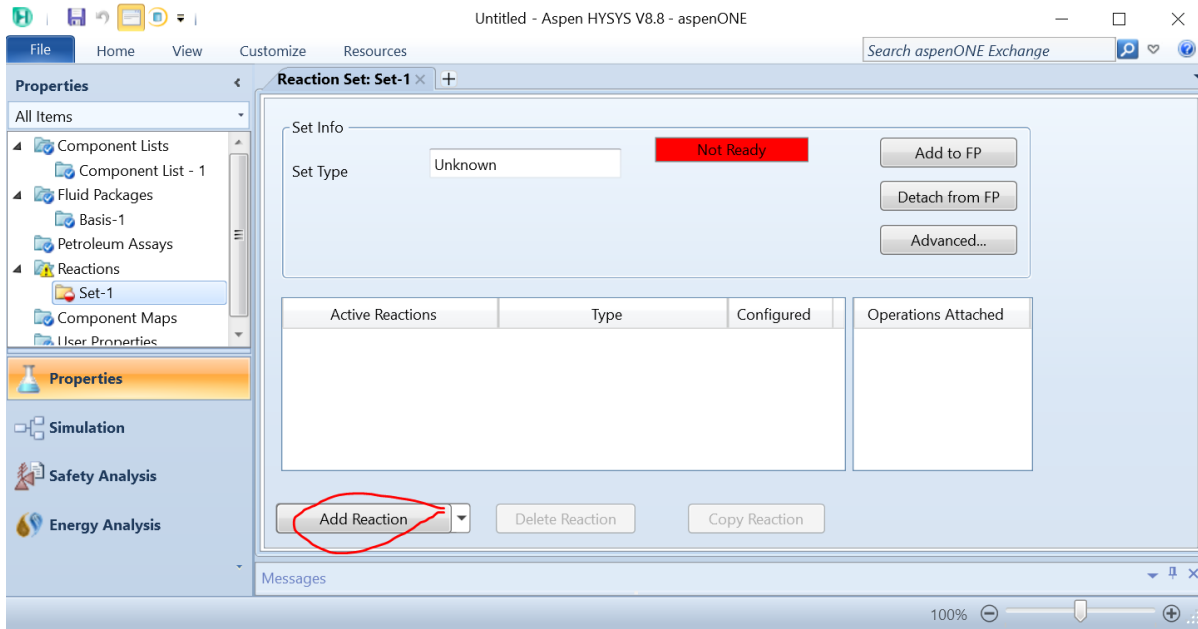 Untitled - Aspen HYSYS V8.8 - aspenONE
File Home View Customize Resources Search aspenONE Exchange
Properties
All Items
Component Lists
Component List - 1
Fluid Packages
Basis-1
Petroleum Assays
Reactions
Set-1
Component Maps
User Properties
Properties
Simulation
Safety Analysis
Energy Analysis
Reaction Set: Set-1
Set Info
Set Type Unknown
Not Ready
Add to FP
Detach from FP
Advanced...
Active Reactions Type Configured Operations Attached
Add Reaction Delete Reaction Copy Reaction
Messages
100%